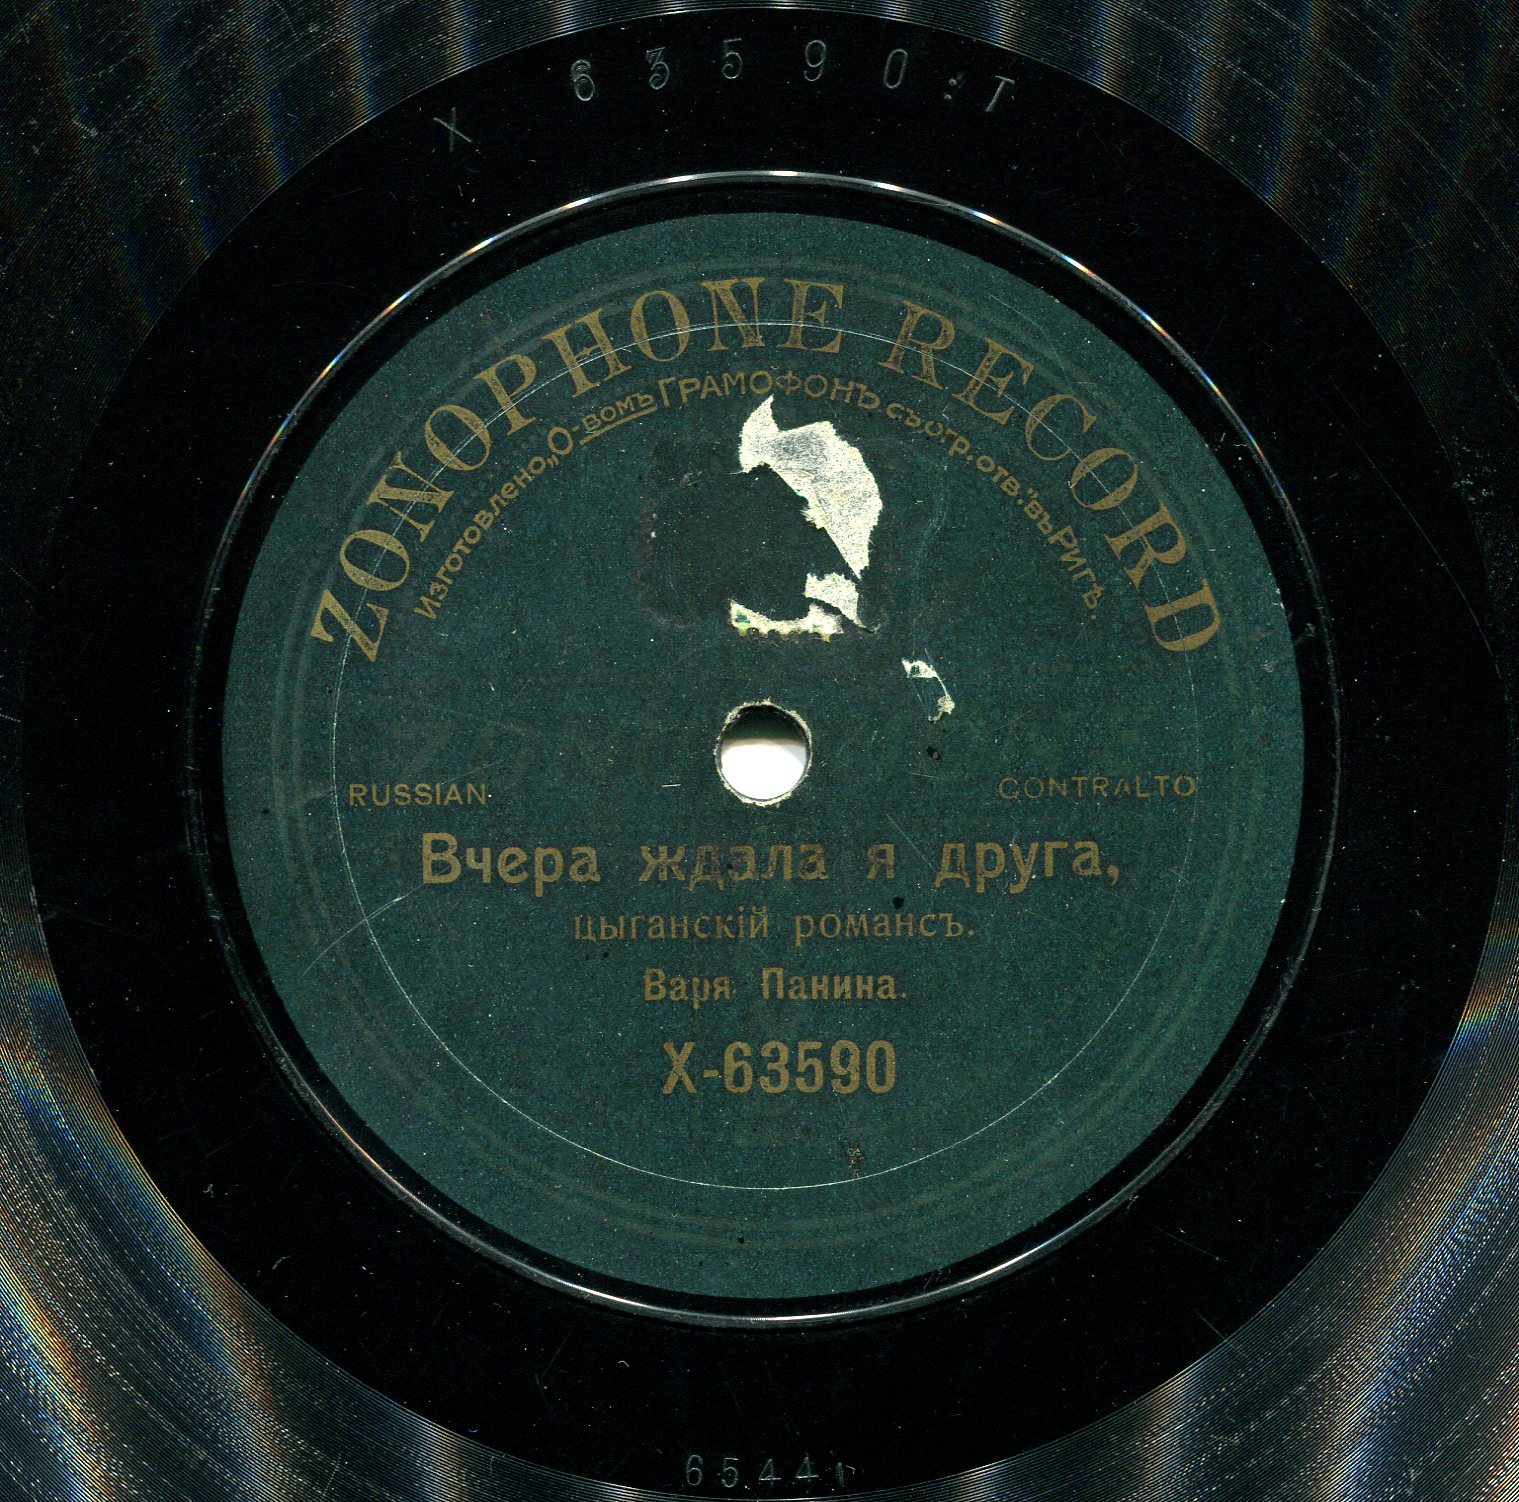 X 63590
ZONOPHONE RECORD
Изготовлено „О-вомъ ГРАМОФОНЪ съ огр. отв." въ Ригѣ.
RUSSIAN
CONTRALTO
Вчера ждала я друга,
цыганскій романсъ.
Варя Панина.
X-63590
6544